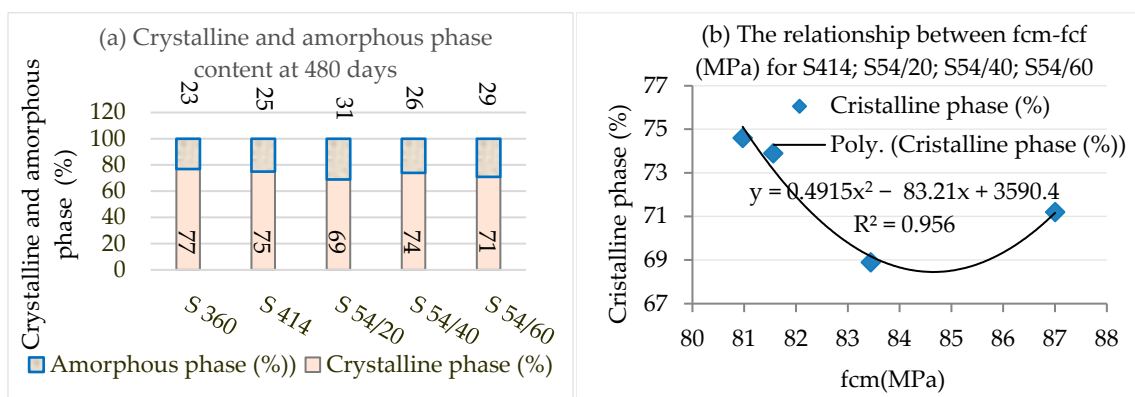 (a) Crystalline and amorphous phase
content at 480 days
Crystalline and amorphous
phase (%)
23 25 31 26 29
120
100
80
60
40
20
0
77 75 69 74 71
S 360 S 414 S 54/20 S 54/40 S 54/60
Amorphous phase (%)) Crystalline phase (%)
(b) The relationship between fcm-fcf
(MPa) for S414; S54/20; S54/40; S54/60
Cristalline phase (%)
77
75
73
71
69
67
Cristalline phase (%)
Poly. (Cristalline phase (%))
y = 0.4915x² − 83.21x + 3590.4
R² = 0.956
80 81 82 83 84 85 86 87 88
fcm(MPa)